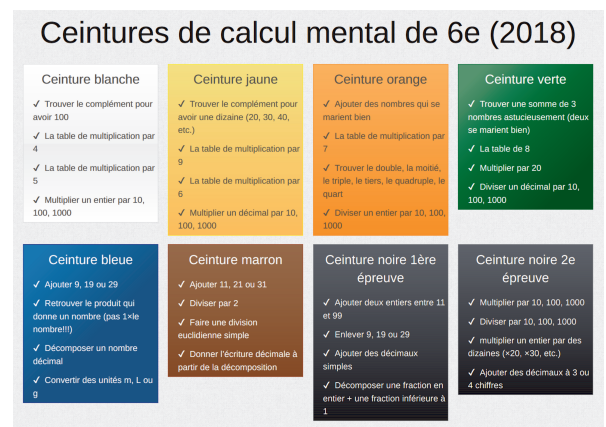 Ceintures de calcul mental de 6e (2018)
Ceinture blanche
✓ Trouver le complément pour
avoir 100
✓ La table de multiplication par
4
✓ La table de multiplication par
5
✓ Multiplier un entier par 10,
100, 1000
Ceinture jaune
✓ Trouver le complément pour
avoir une dizaine (20, 30, 40,
etc.)
✓ La table de multiplication par
9
✓ La table de multiplication par
6
✓ Multiplier un décimal par 10,
100, 1000
Ceinture orange
✓ Ajouter des nombres qui se
marient bien
✓ La table de multiplication par
7
✓ Trouver le double, la moitié,
le triple, le tiers, le quadruple, le
quart
✓ Diviser un entier par 10, 100,
1000
Ceinture verte
✓ Trouver une somme de 3
nombres astucieusement (deux
se marient bien)
✓ La table de 8
✓ Multiplier par 20
✓ Diviser un décimal par 10,
100, 1000
Ceinture bleue
✓ Ajouter 9, 19 ou 29
✓ Retrouver le produit qui
donne un nombre (pas 1×le
nombre!!!)
✓ Décomposer un nombre
décimal
✓ Convertir des unités m, L ou
g
Ceinture marron
✓ Ajouter 11, 21 ou 31
✓ Diviser par 2
✓ Faire une division
euclidienne simple
✓ Donner l'écriture décimale à
partir de la décomposition
Ceinture noire 1ère
épreuve
✓ Ajouter deux entiers entre 11
et 99
✓ Enlever 9, 19 ou 29
✓ Ajouter des décimaux
simples
✓ Décomposer une fraction en
entier + une fraction inférieure à
1
Ceinture noire 2e
épreuve
✓ Multiplier par 10, 100, 1000
✓ Diviser par 10, 100, 1000
✓ multiplier un entier par des
dizaines (×20, ×30, etc.)
✓ Ajouter des décimaux à 3 ou
4 chiffres